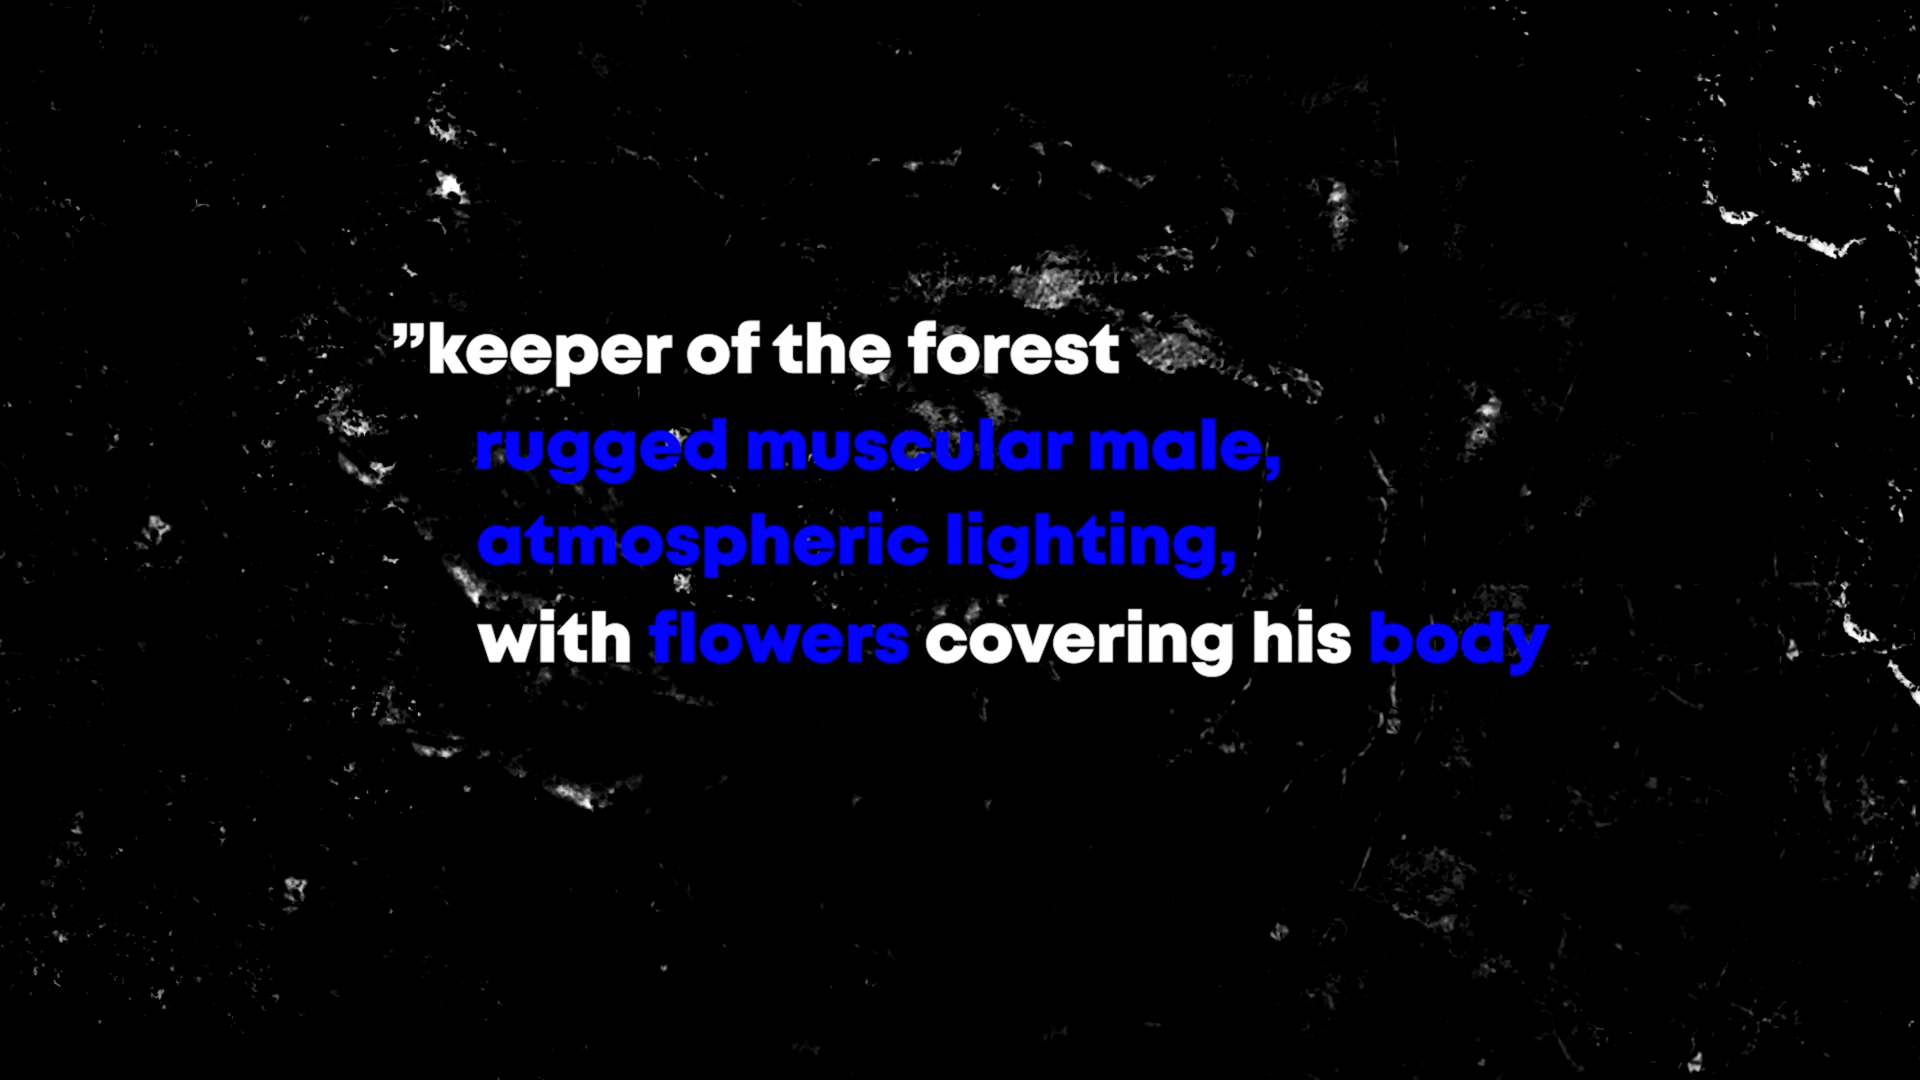 ”keeper of the forest
rugged muscular male,
atmospheric lighting,
with flowers covering his body